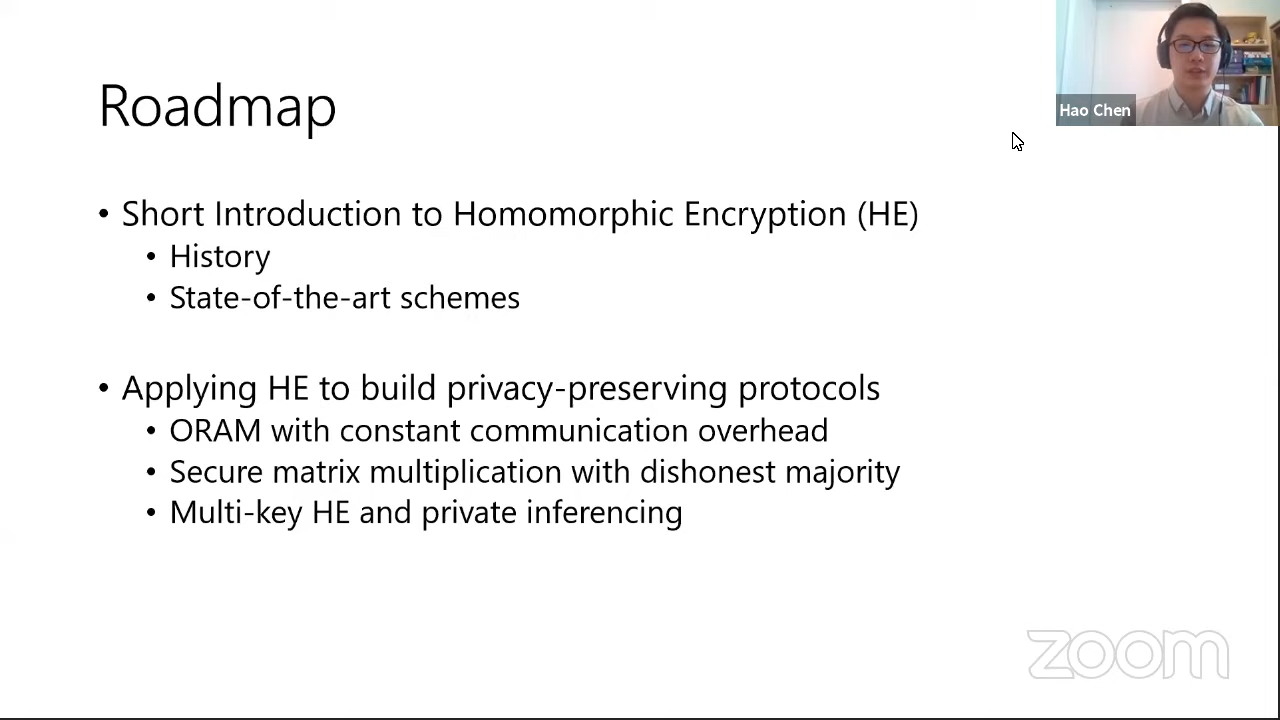 Roadmap
Hao Chen
• Short Introduction to Homomorphic Encryption (HE)
• History
• State-of-the-art schemes
• Applying HE to build privacy-preserving protocols
• ORAM with constant communication overhead
• Secure matrix multiplication with dishonest majority
• Multi-key HE and private inferencing
zoom